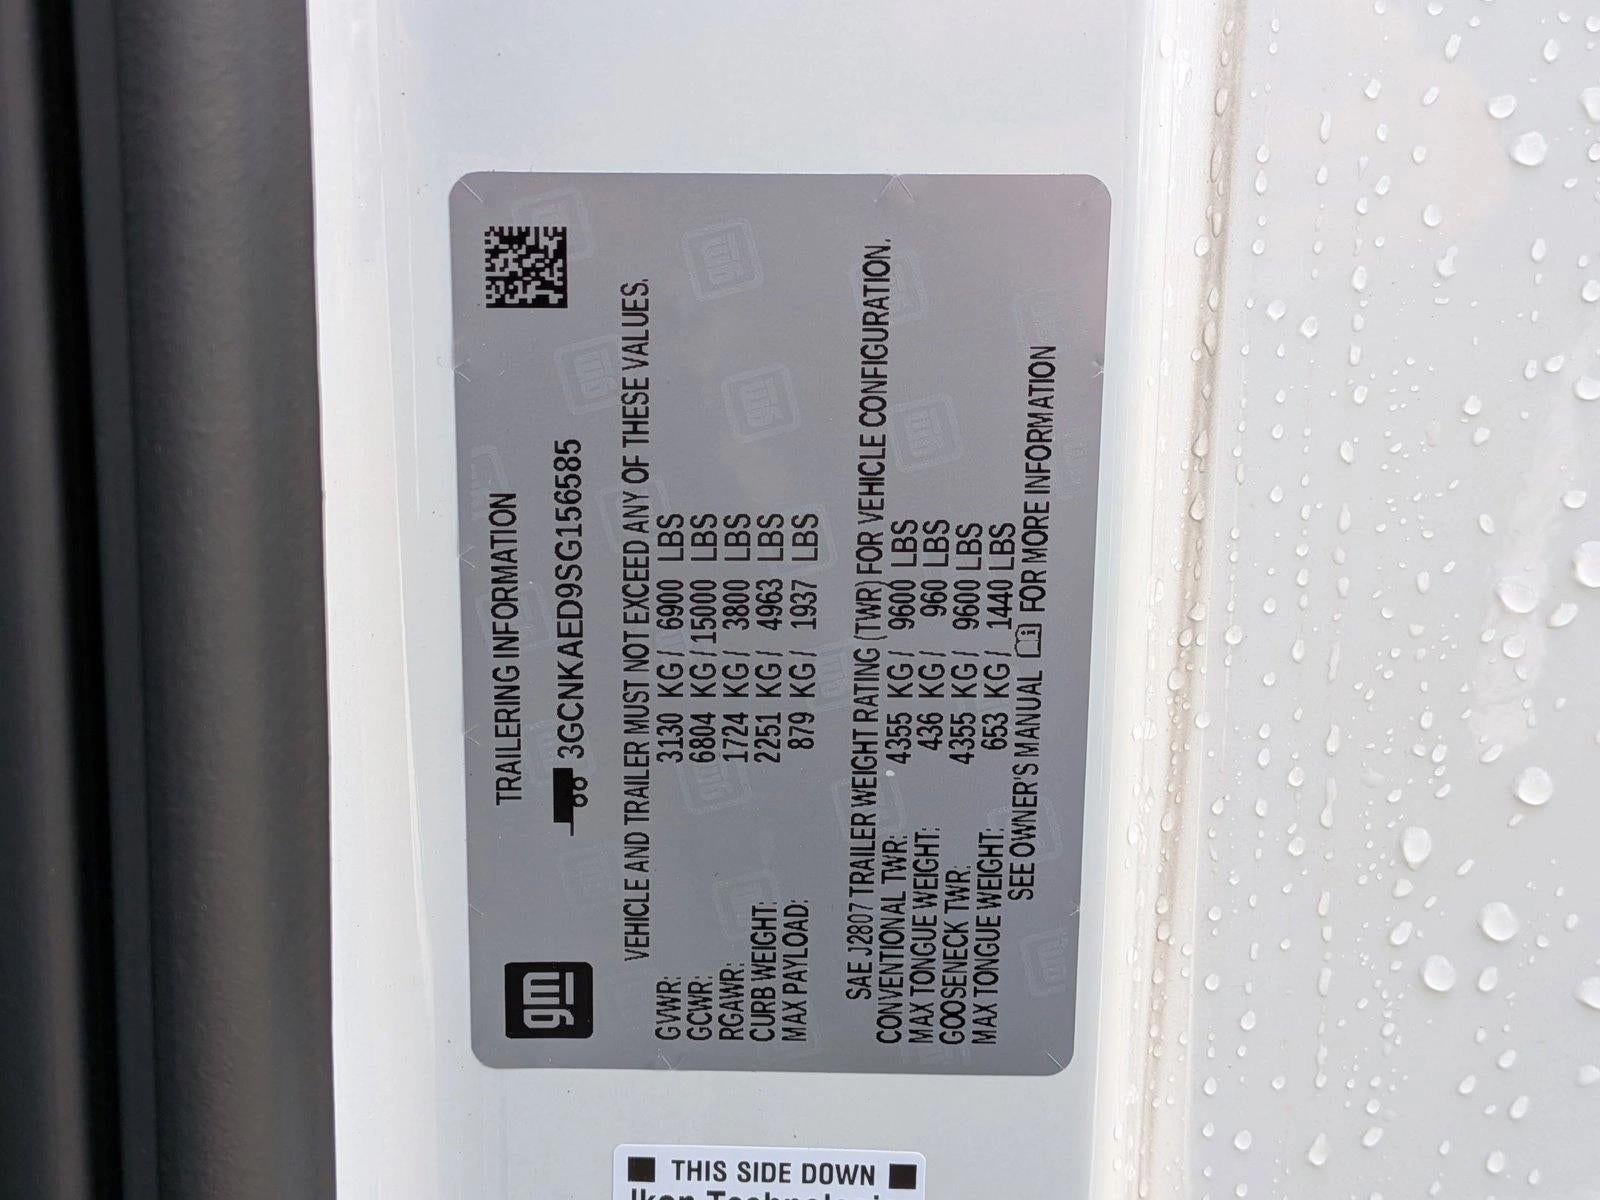 TRAILERING INFORMATION
gm
3GCNKAED9SG156585
VEHICLE AND TRAILER MUST NOT EXCEED ANY OF THESE VALUES.
GVWR: 3130 KG / 6900 LBS
GCWR: 6804 KG / 15000 LBS
RGAWR: 1724 KG / 3800 LBS
CURB WEIGHT: 2251 KG / 4963 LBS
MAX PAYLOAD: 879 KG / 1937 LBS
SAE J2807 TRAILER WEIGHT RATING (TWR) FOR VEHICLE CONFIGURATION.
CONVENTIONAL TWR: 4355 KG / 9600 LBS
MAX TONGUE WEIGHT: 436 KG / 960 LBS
GOOSENECK TWR: 4355 KG / 9600 LBS
MAX TONGUE WEIGHT: 653 KG / 1440 LBS
SEE OWNER'S MANUAL FOR MORE INFORMATION
THIS SIDE DOWN